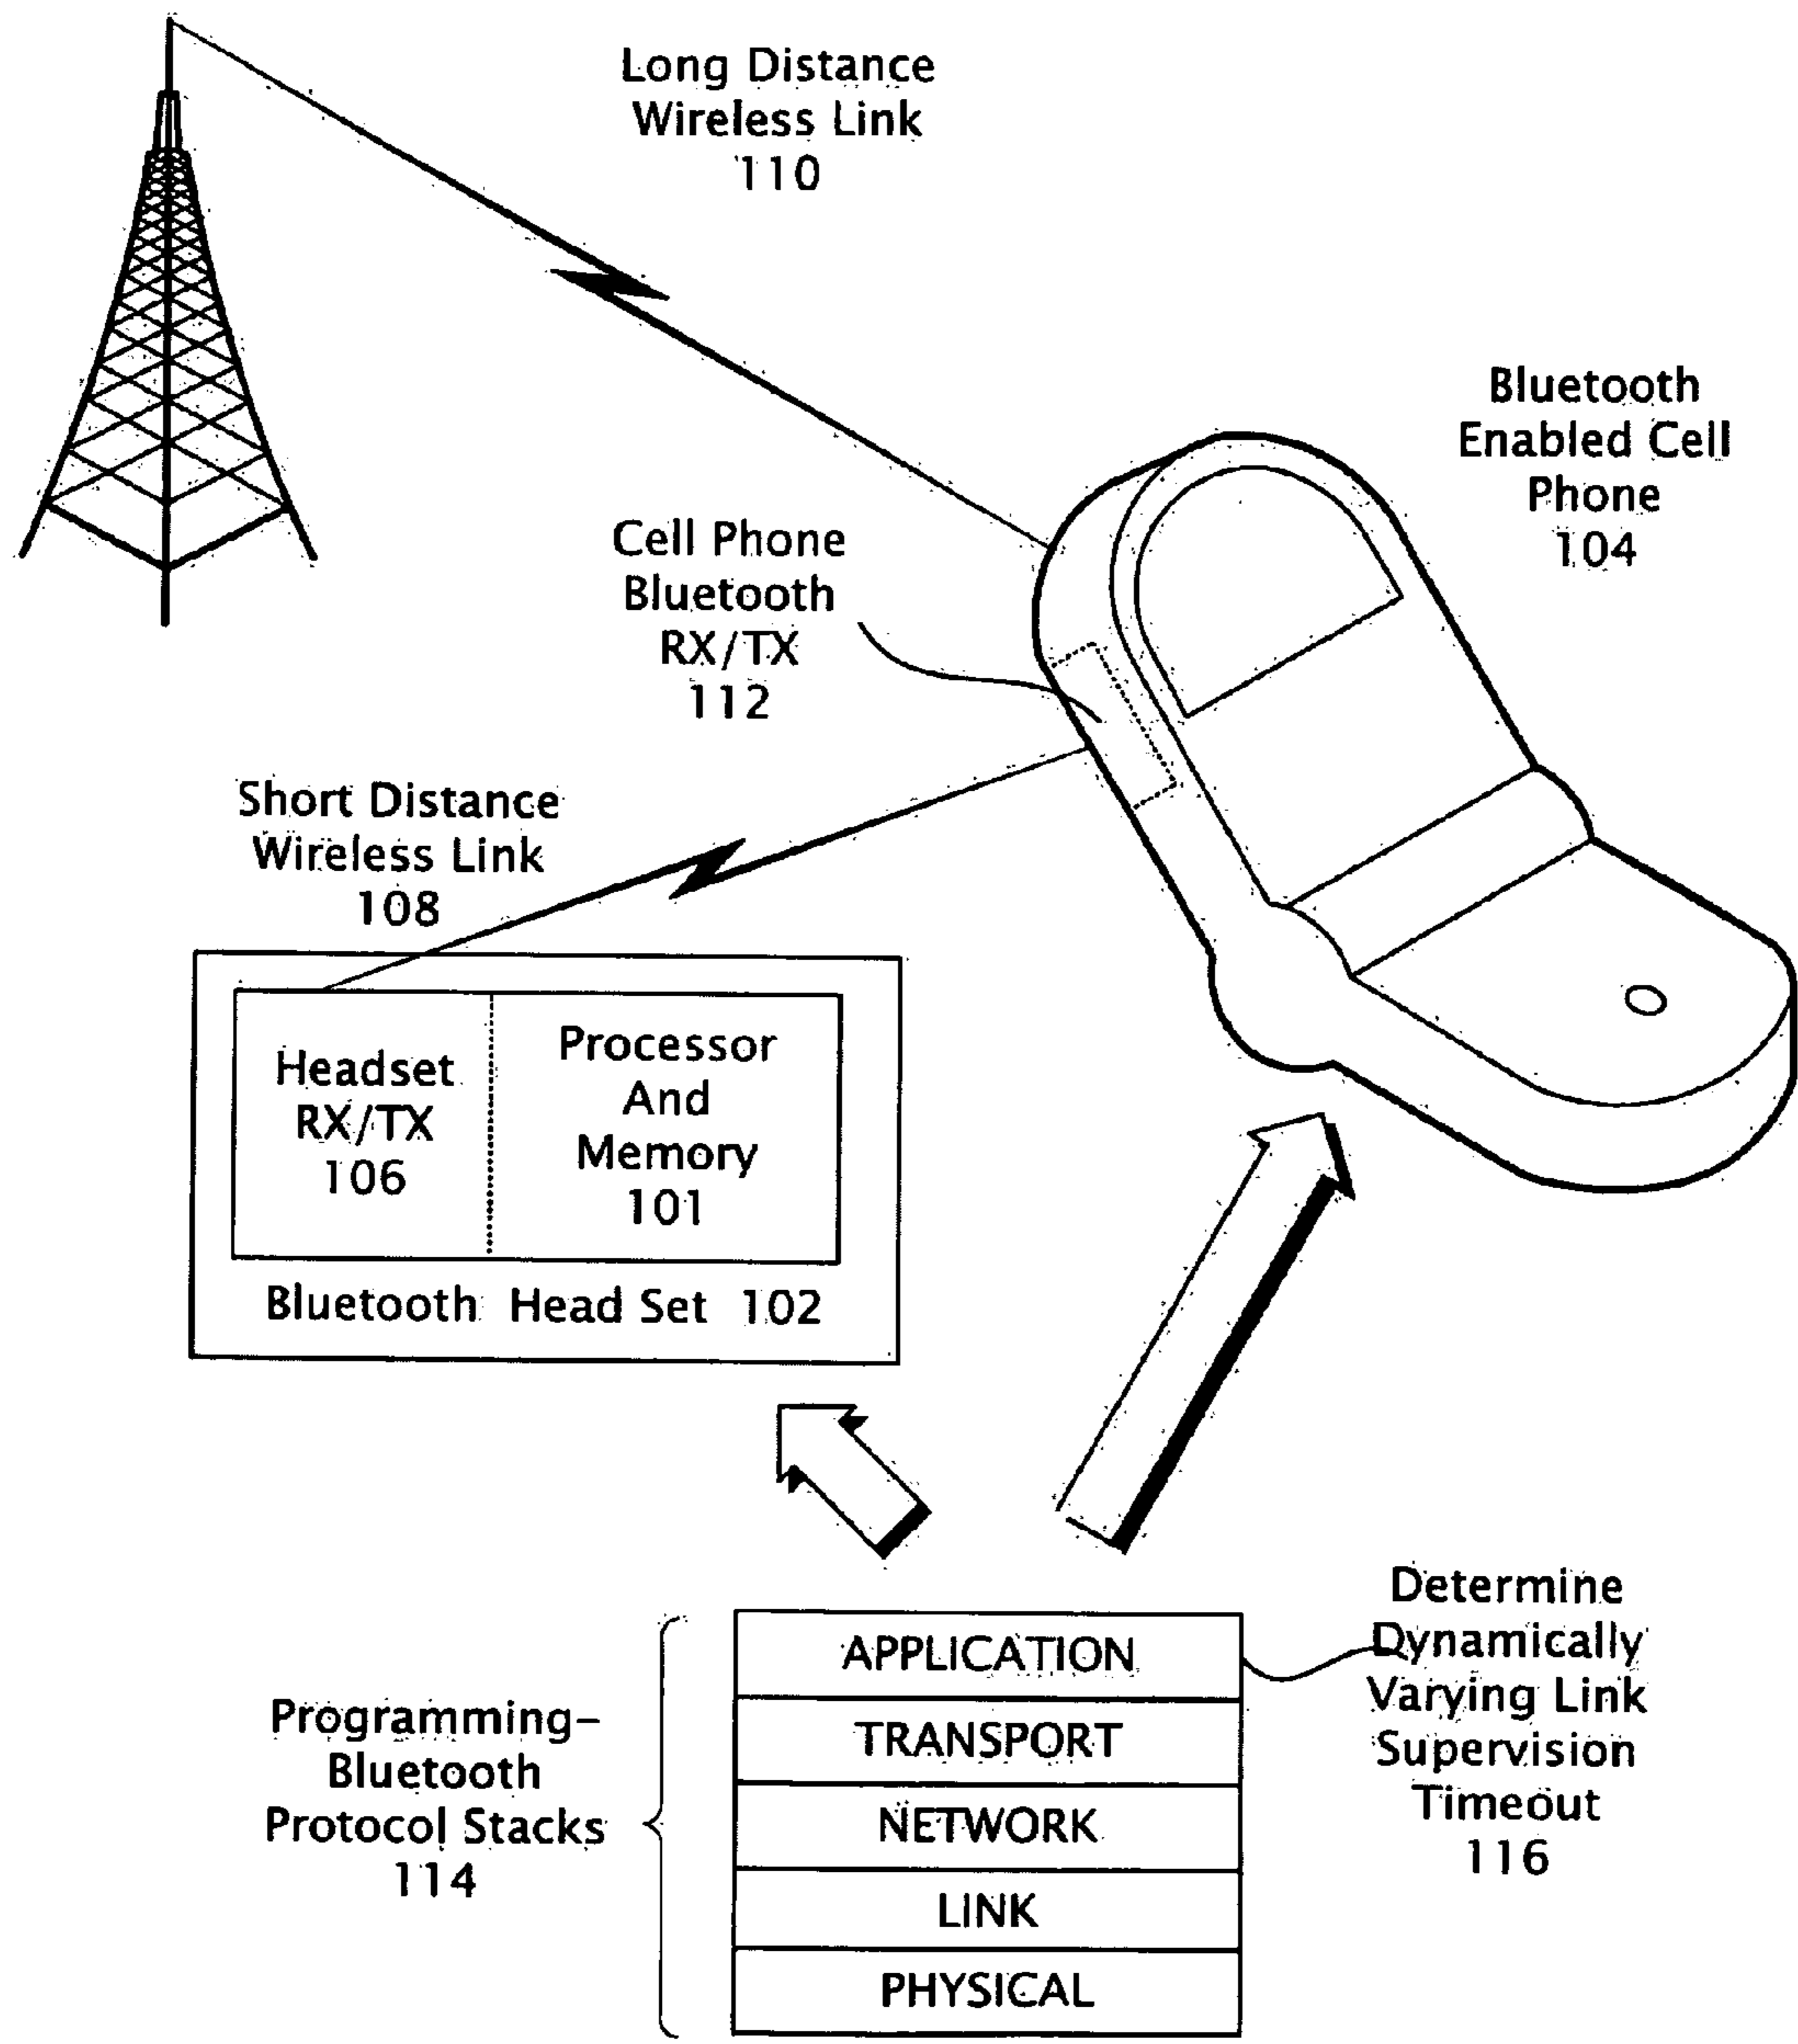 Long Distance
Wireless Link
110
Bluetooth
Enabled Cell
Phone
104
Cell Phone
Bluetooth
RX/TX
112
Short Distance
Wireless Link
108
Headset
RX/TX
106
Processor
And
Memory
101
Bluetooth Head Set 102
Determine
Dynamically
Varying Link
Supervision
Timeout
116
APPLICATION
TRANSPORT
NETWORK
LINK
PHYSICAL
Programming-
Bluetooth
Protocol Stacks
114